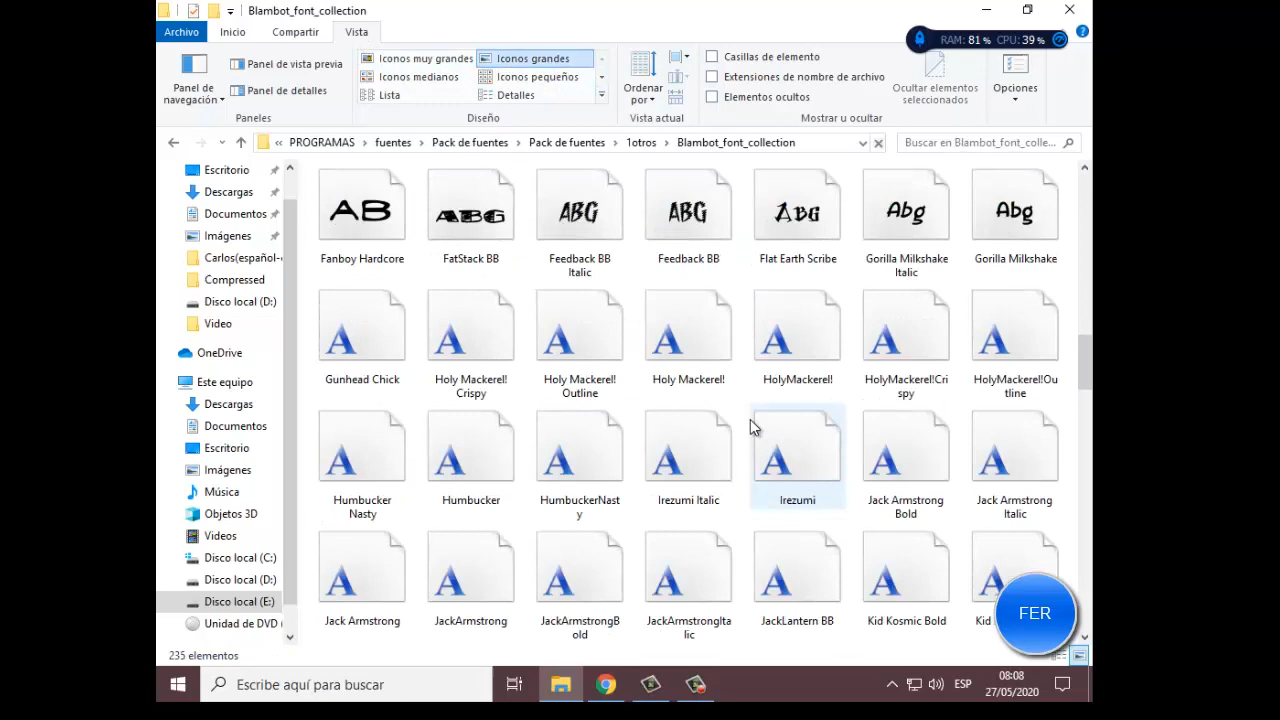 Blambot_font_collection
Archivo Inicio Compartir Vista
RAM: 81% CPU: 39%
Panel de navegación
Panel de vista previa
Panel de detalles
Paneles
Iconos muy grandes Iconos grandes
Iconos medianos Iconos pequeños
Lista Detalles
Diseño
Ordenar por
Vista actual
Casillas de elemento
Extensiones de nombre de archivo
Elementos ocultos
Ocultar elementos seleccionados
Mostrar u ocultar
Opciones
« PROGRAMAS > fuentes > Pack de fuentes > Pack de fuentes > 1otros > Blambot_font_collection
Buscar en Blambot_font_colle...
Escritorio
Descargas
Documentos
Imágenes
Carlos(español-
Compressed
Disco local (D:)
Video
OneDrive
Este equipo
Descargas
Documentos
Escritorio
Imágenes
Música
Objetos 3D
Videos
Disco local (C:)
Disco local (D:)
Disco local (E:)
Unidad de DVD (
AB ABG ABG ABG ABG Abg Abg
Fanboy Hardcore
FatStack BB
Feedback BB Italic
Feedback BB
Flat Earth Scribe
Gorilla Milkshake Italic
Gorilla Milkshake
A A A A A A A
Gunhead Chick
Holy Mackerel! Crispy
Holy Mackerel! Outline
Holy Mackerel!
HolyMackerel!
HolyMackerel!Crispy
HolyMackerel!Outline
A A A A A A A
Humbucker Nasty
Humbucker
HumbuckerNasty
Irezumi Italic
Irezumi
Jack Armstrong Bold
Jack Armstrong Italic
A A A A A A A
Jack Armstrong
JackArmstrong
JackArmstrongBold
JackArmstrongItalic
JackLantern BB
Kid Kosmic Bold
Kid
FER
235 elementos
Escribe aquí para buscar
ESP
08:08
27/05/2020